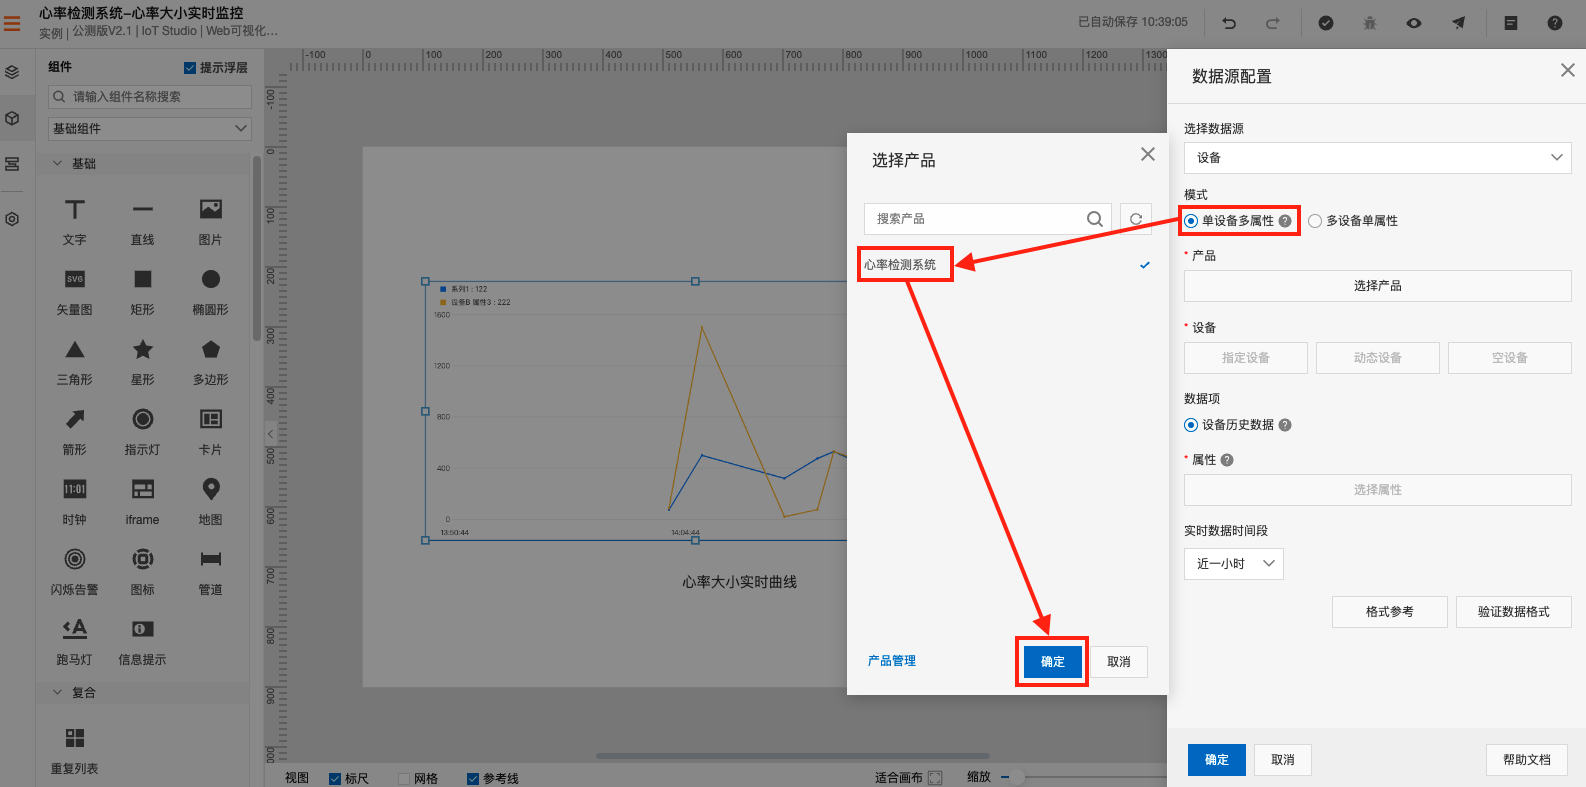 心率检测系统-心率大小实时监控
实例 | 公测版V2.1 | IoT Studio | Web可视化...
已自动保存 10:39:05
组件
提示浮层
请输入组件名称搜索
基础组件
基础
文字
直线
图片
SVG
矢量图
矩形
椭圆形
三角形
星形
多边形
箭形
指示灯
卡片
11:01
时钟
iframe
地图
闪烁告警
图标
管道
跑马灯
信息提示
复合
重复列表
-100
0
100
200
300
400
500
600
700
800
900
1000
1100
1200
1300
-100
0
100
200
300
400
500
600
700
800
900
系列1 : 122
设备B 属性3 : 222
1600
1200
800
400
0
13:50:44
14:04:44
心率大小实时曲线
视图
标尺
网格
参考线
适合画布
缩放
选择产品
搜索产品
心率检测系统
产品管理
确定
取消
数据源配置
选择数据源
设备
模式
单设备多属性
多设备单属性
* 产品
选择产品
* 设备
指定设备
动态设备
空设备
数据项
设备历史数据
* 属性
选择属性
实时数据时间段
近一小时
格式参考
验证数据格式
确定
取消
帮助文档